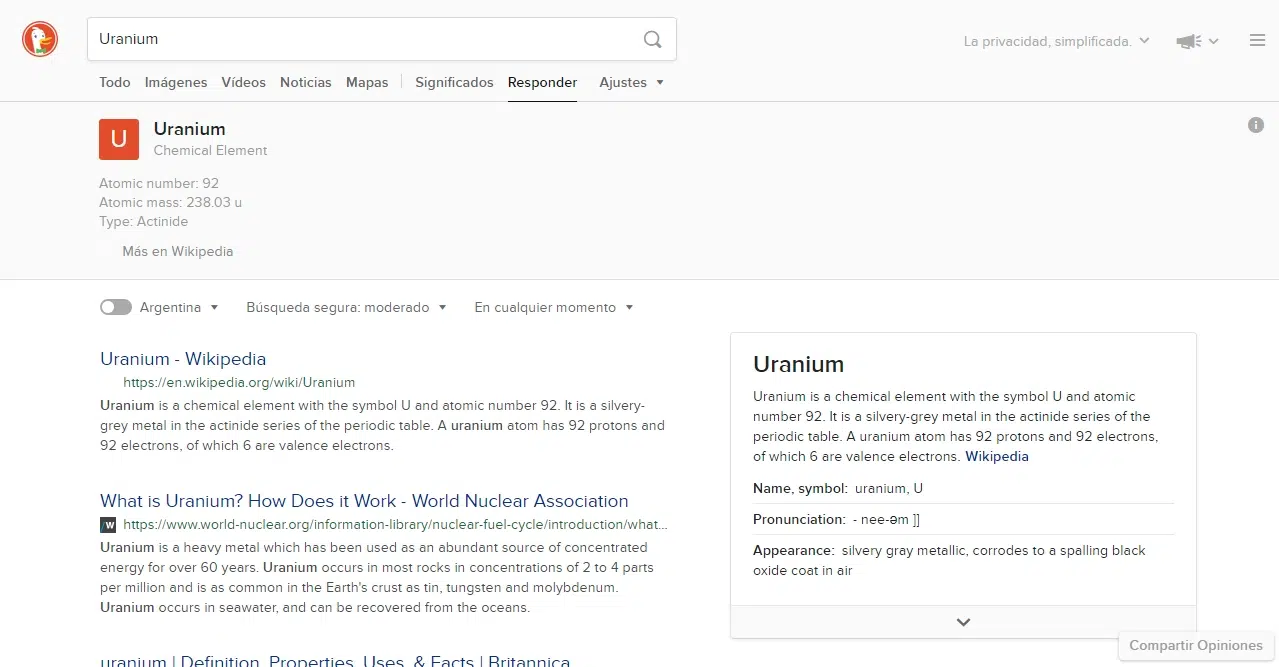 Uranium
La privacidad, simplificada.
Todo Imágenes Vídeos Noticias Mapas Significados Responder Ajustes
U
Uranium
Chemical Element
Atomic number: 92
Atomic mass: 238.03 u
Type: Actinide
Más en Wikipedia
Argentina Búsqueda segura: moderado En cualquier momento
Uranium - Wikipedia
https://en.wikipedia.org/wiki/Uranium
Uranium is a chemical element with the symbol U and atomic number 92. It is a silvery-
grey metal in the actinide series of the periodic table. A uranium atom has 92 protons and
92 electrons, of which 6 are valence electrons.
What is Uranium? How Does it Work - World Nuclear Association
W
https://www.world-nuclear.org/information-library/nuclear-fuel-cycle/introduction/what...
Uranium is a heavy metal which has been used as an abundant source of concentrated
energy for over 60 years. Uranium occurs in most rocks in concentrations of 2 to 4 parts
per million and is as common in the Earth's crust as tin, tungsten and molybdenum.
Uranium occurs in seawater, and can be recovered from the oceans.
uranium | Definition, Properties, Uses, & Facts | Britannica
Uranium
Uranium is a chemical element with the symbol U and atomic
number 92. It is a silvery-grey metal in the actinide series of the
periodic table. A uranium atom has 92 protons and 92 electrons,
of which 6 are valence electrons. Wikipedia
Name, symbol: uranium, U
Pronunciation: - nee-əm ]]
Appearance: silvery gray metallic, corrodes to a spalling black
oxide coat in air
Compartir Opiniones